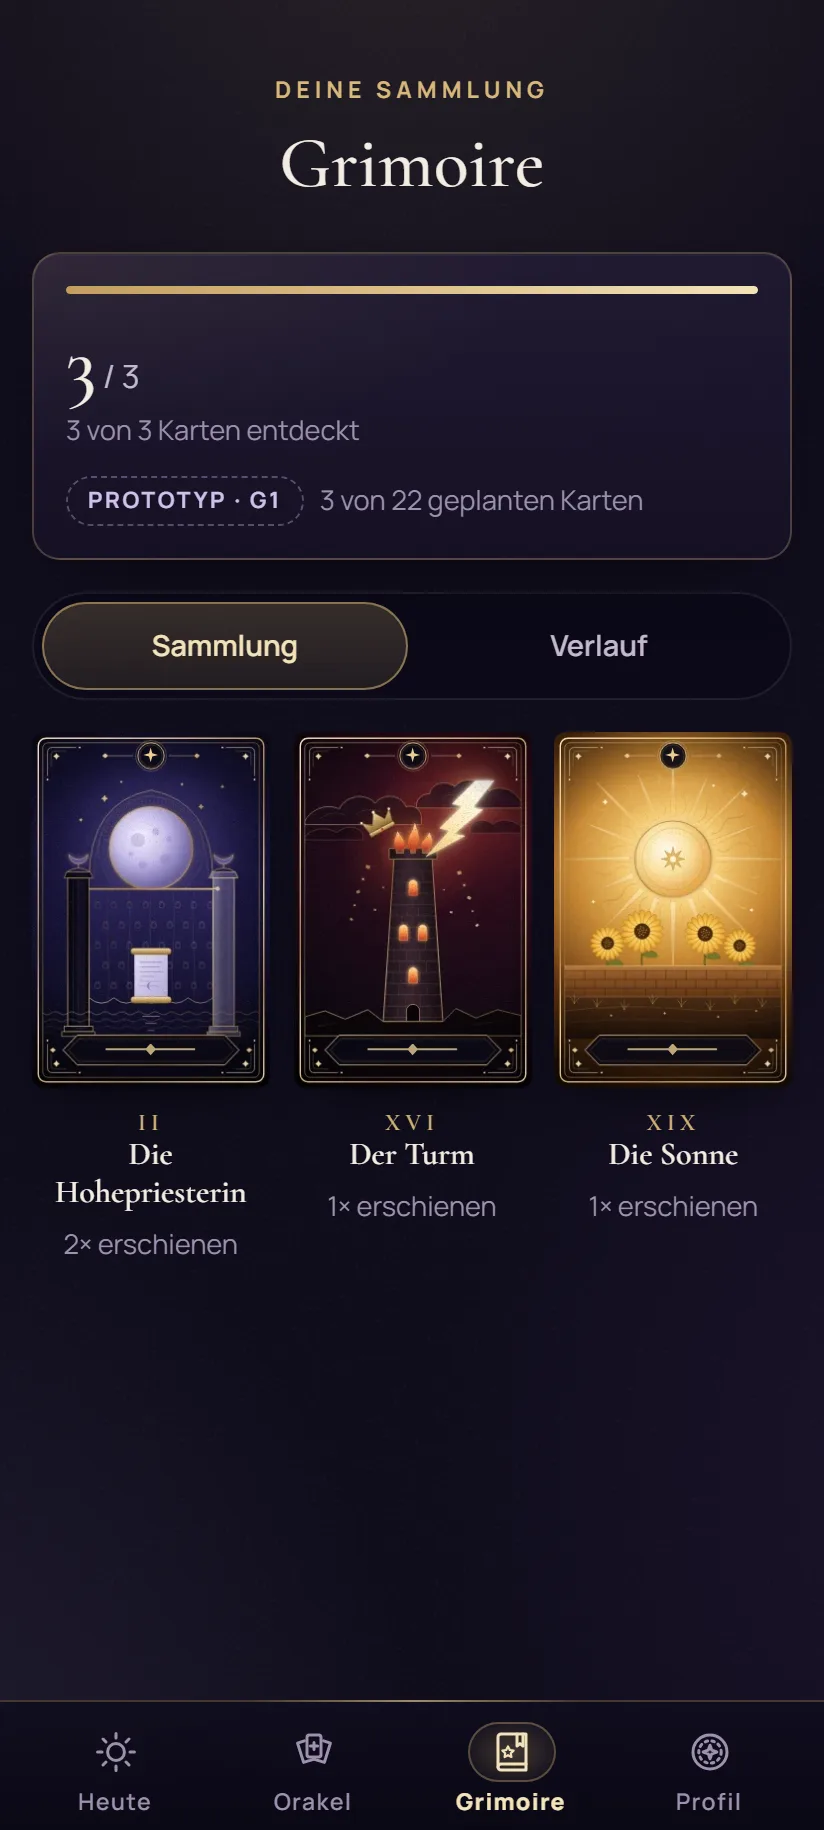 DEINE SAMMLUNG
Grimoire
3 / 3
3 von 3 Karten entdeckt
PROTOTYP · G1 3 von 22 geplanten Karten
Sammlung Verlauf
II
Die
Hohepriesterin
2× erschienen
XVI
Der Turm
1× erschienen
XIX
Die Sonne
1× erschienen
Heute Orakel Grimoire Profil